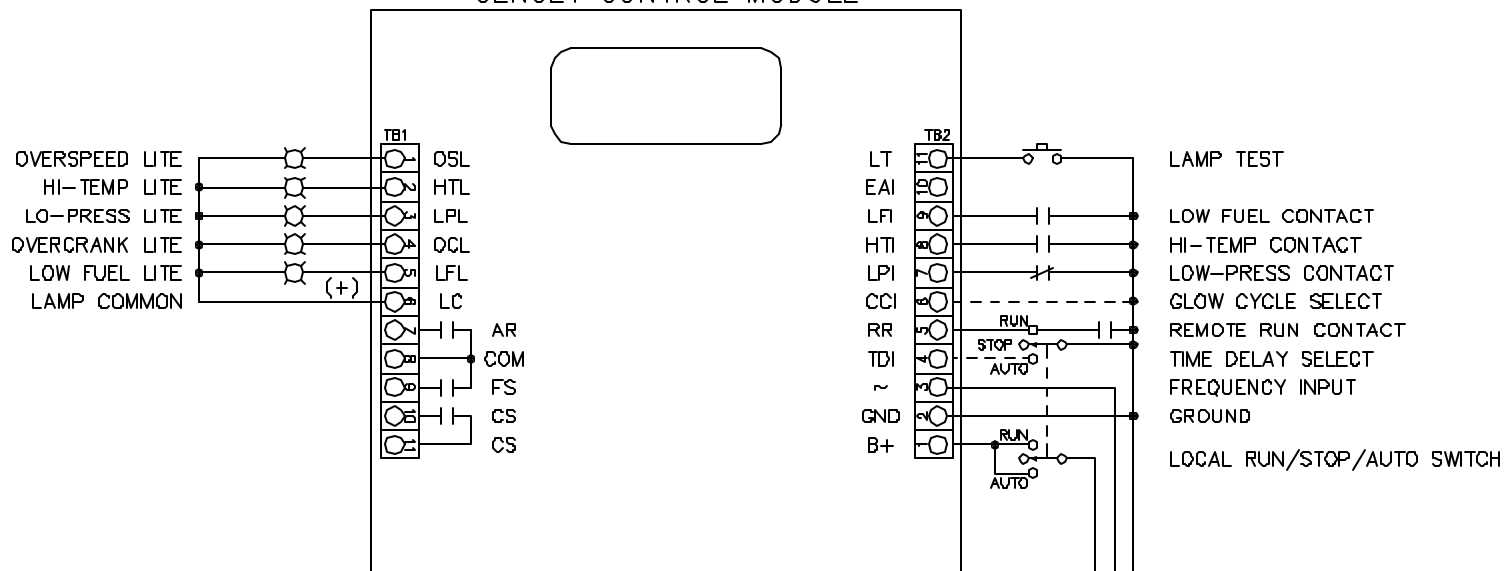 GENSET CONTROL MODULE
TB1
OVERSPEED LITE 1 OSL
HI-TEMP LITE 2 HTL
LO-PRESS LITE 3 LPL
OVERCRANK LITE 4 OCL
LOW FUEL LITE 5 LFL
(+)
LAMP COMMON 6 LC
7 AR
8 COM
9 FS
10 CS
11 CS
TB2
LT 11 LAMP TEST
EAI 10
LFI 9 LOW FUEL CONTACT
HTI 8 HI-TEMP CONTACT
LPI 7 LOW-PRESS CONTACT
CCI 6 GLOW CYCLE SELECT
RR 5 RUN REMOTE RUN CONTACT
STOP
TDI 4 TIME DELAY SELECT
AUTO
~ 3 FREQUENCY INPUT
GND 2 GROUND
RUN
B+ 1
LOCAL RUN/STOP/AUTO SWITCH
AUTO